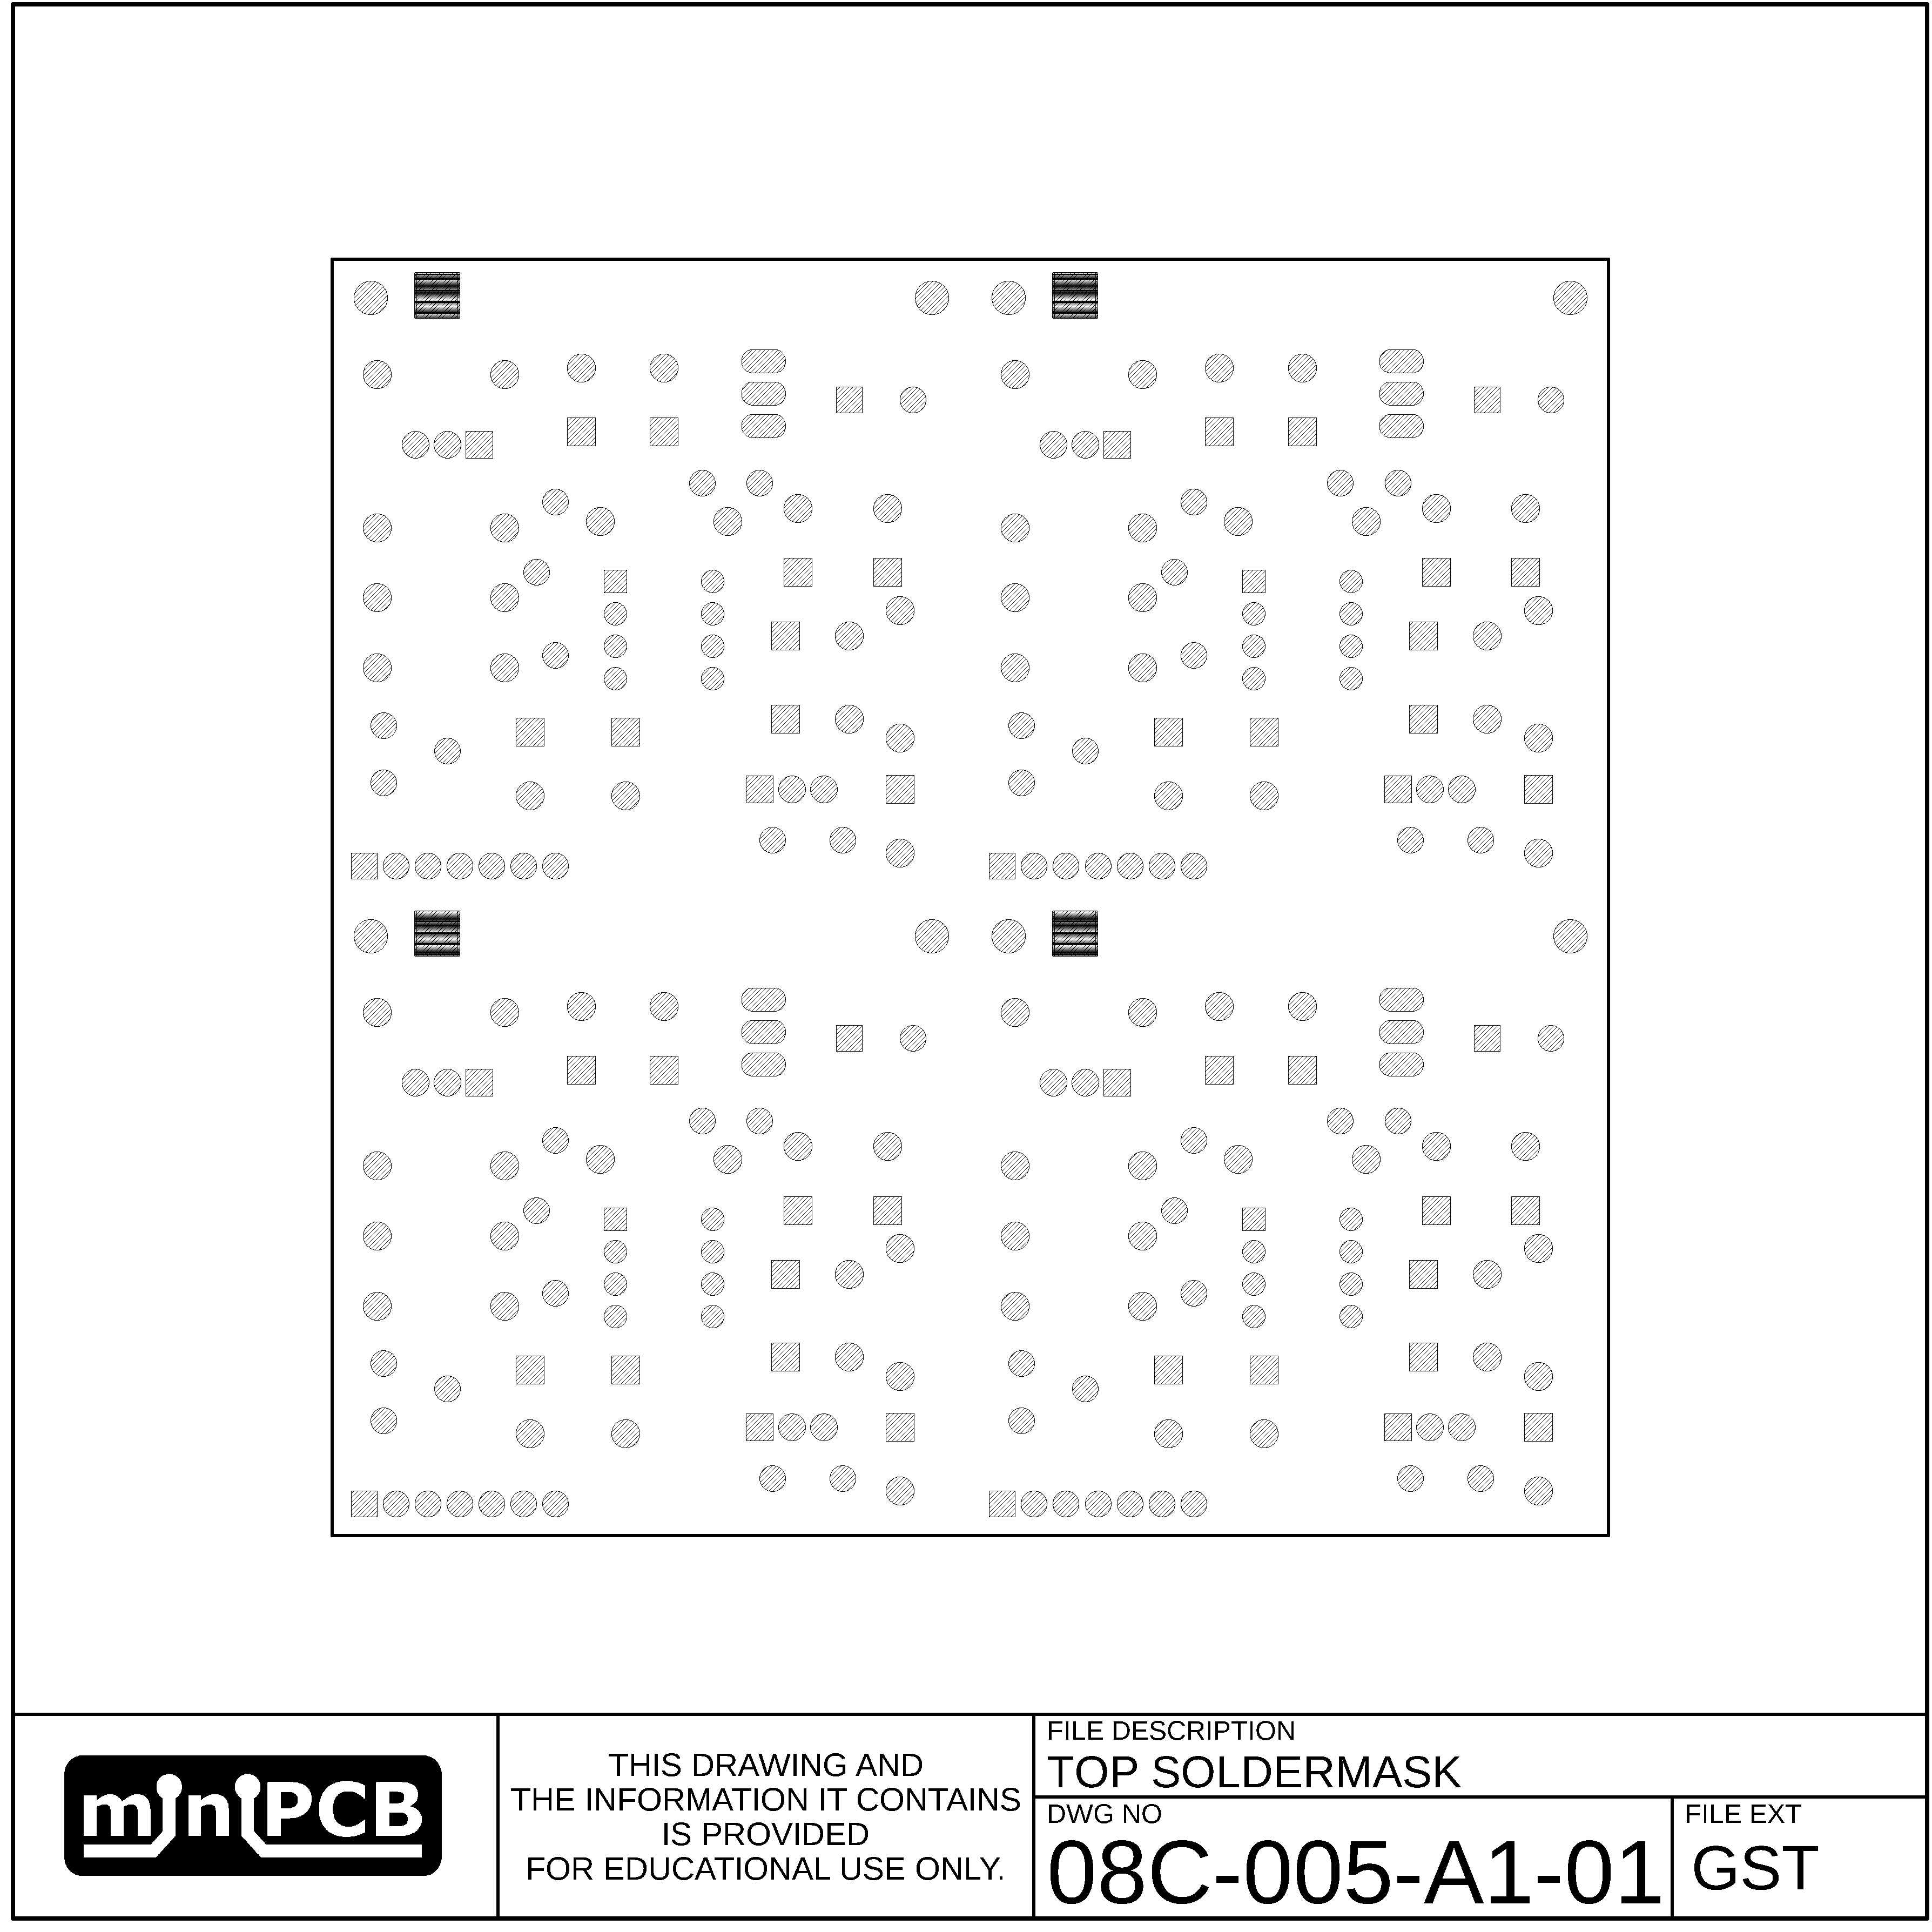 miniPCB
THIS DRAWING AND
THE INFORMATION IT CONTAINS
IS PROVIDED
FOR EDUCATIONAL USE ONLY.
FILE DESCRIPTION
TOP SOLDERMASK
DWG NO
08C-005-A1-01
FILE EXT
GST